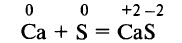 0 0 +2 −2
Ca + S = CaS